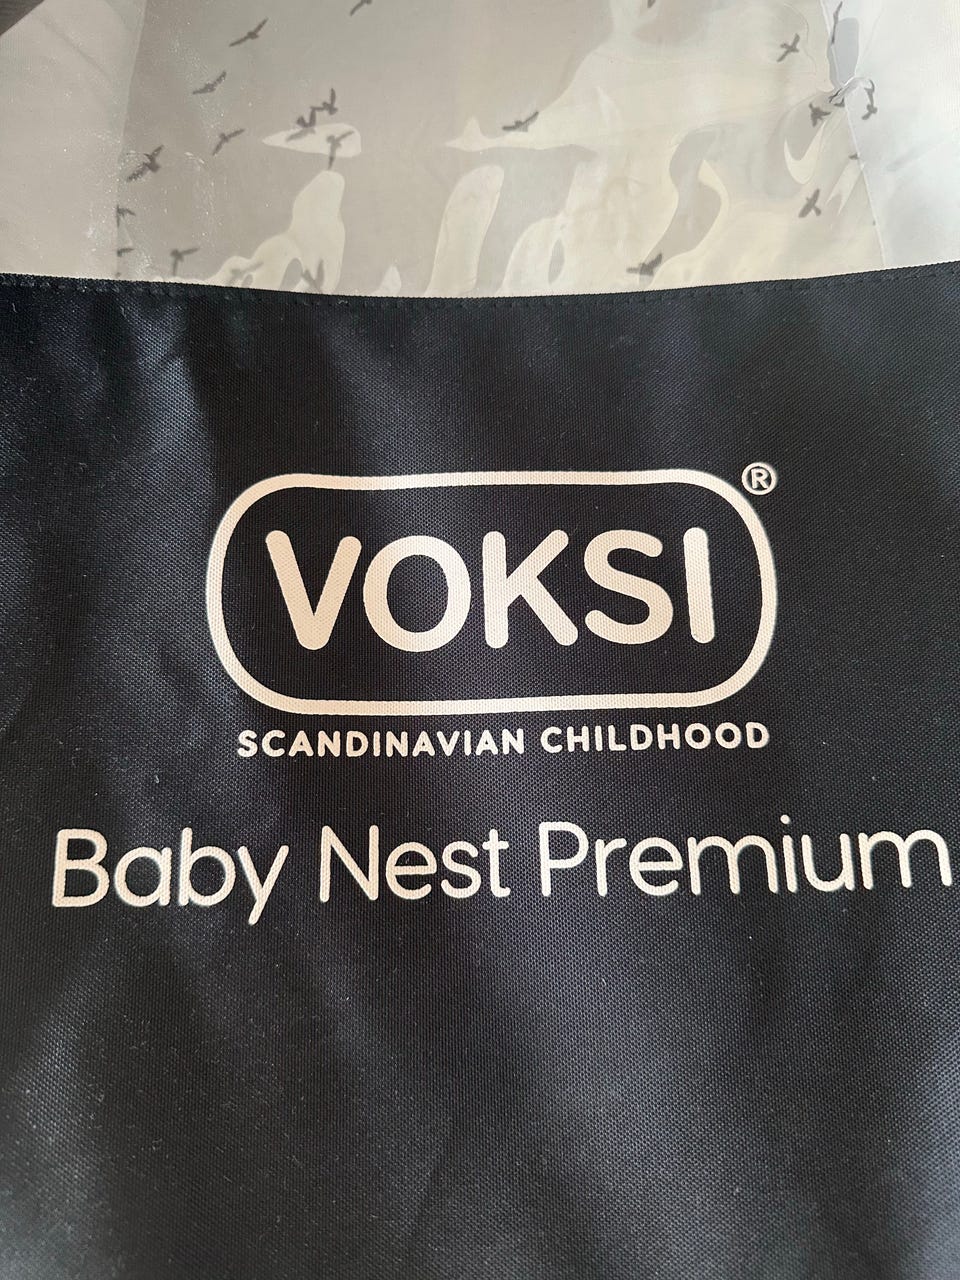 VOKSI®
SCANDINAVIAN CHILDHOOD
Baby Nest Premium